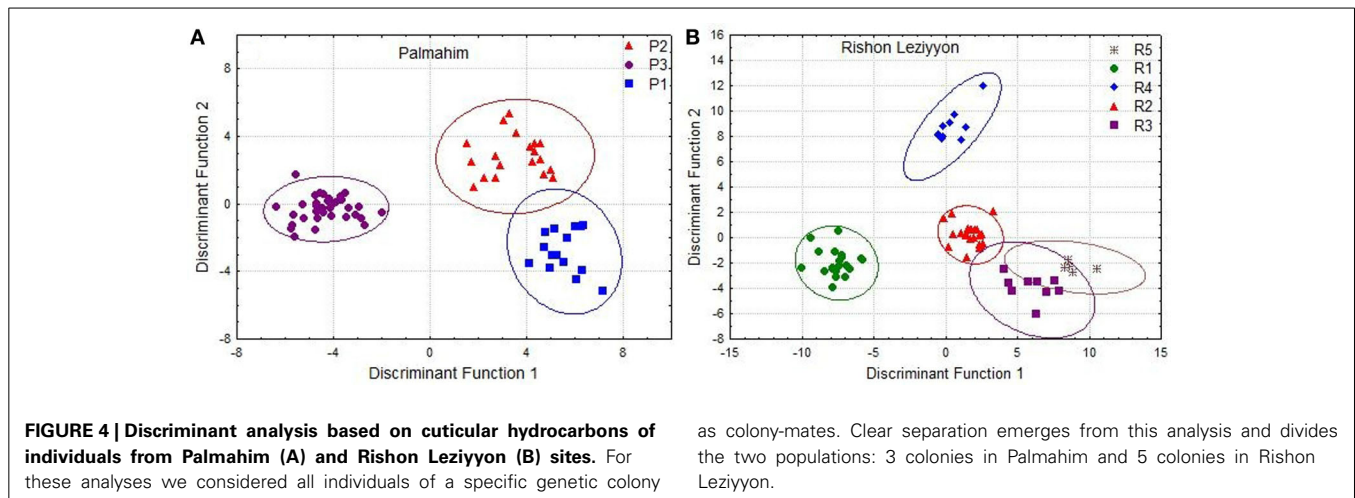 A
Palmahim
P2
P3
P1
8
4
0
-4
-8
Discriminant Function 2
-8
-4
0
4
8
Discriminant Function 1
B
Rishon Leziyyon
R5
R1
R4
R2
R3
16
14
12
10
8
6
4
2
0
-2
-4
-6
-8
Discriminant Function 2
-15
-10
-5
0
5
10
15
Discriminant Function 1
FIGURE 4 | Discriminant analysis based on cuticular hydrocarbons of
individuals from Palmahim (A) and Rishon Leziyyon (B) sites. For
these analyses we considered all individuals of a specific genetic colony
as colony-mates. Clear separation emerges from this analysis and divides
the two populations: 3 colonies in Palmahim and 5 colonies in Rishon
Leziyyon.